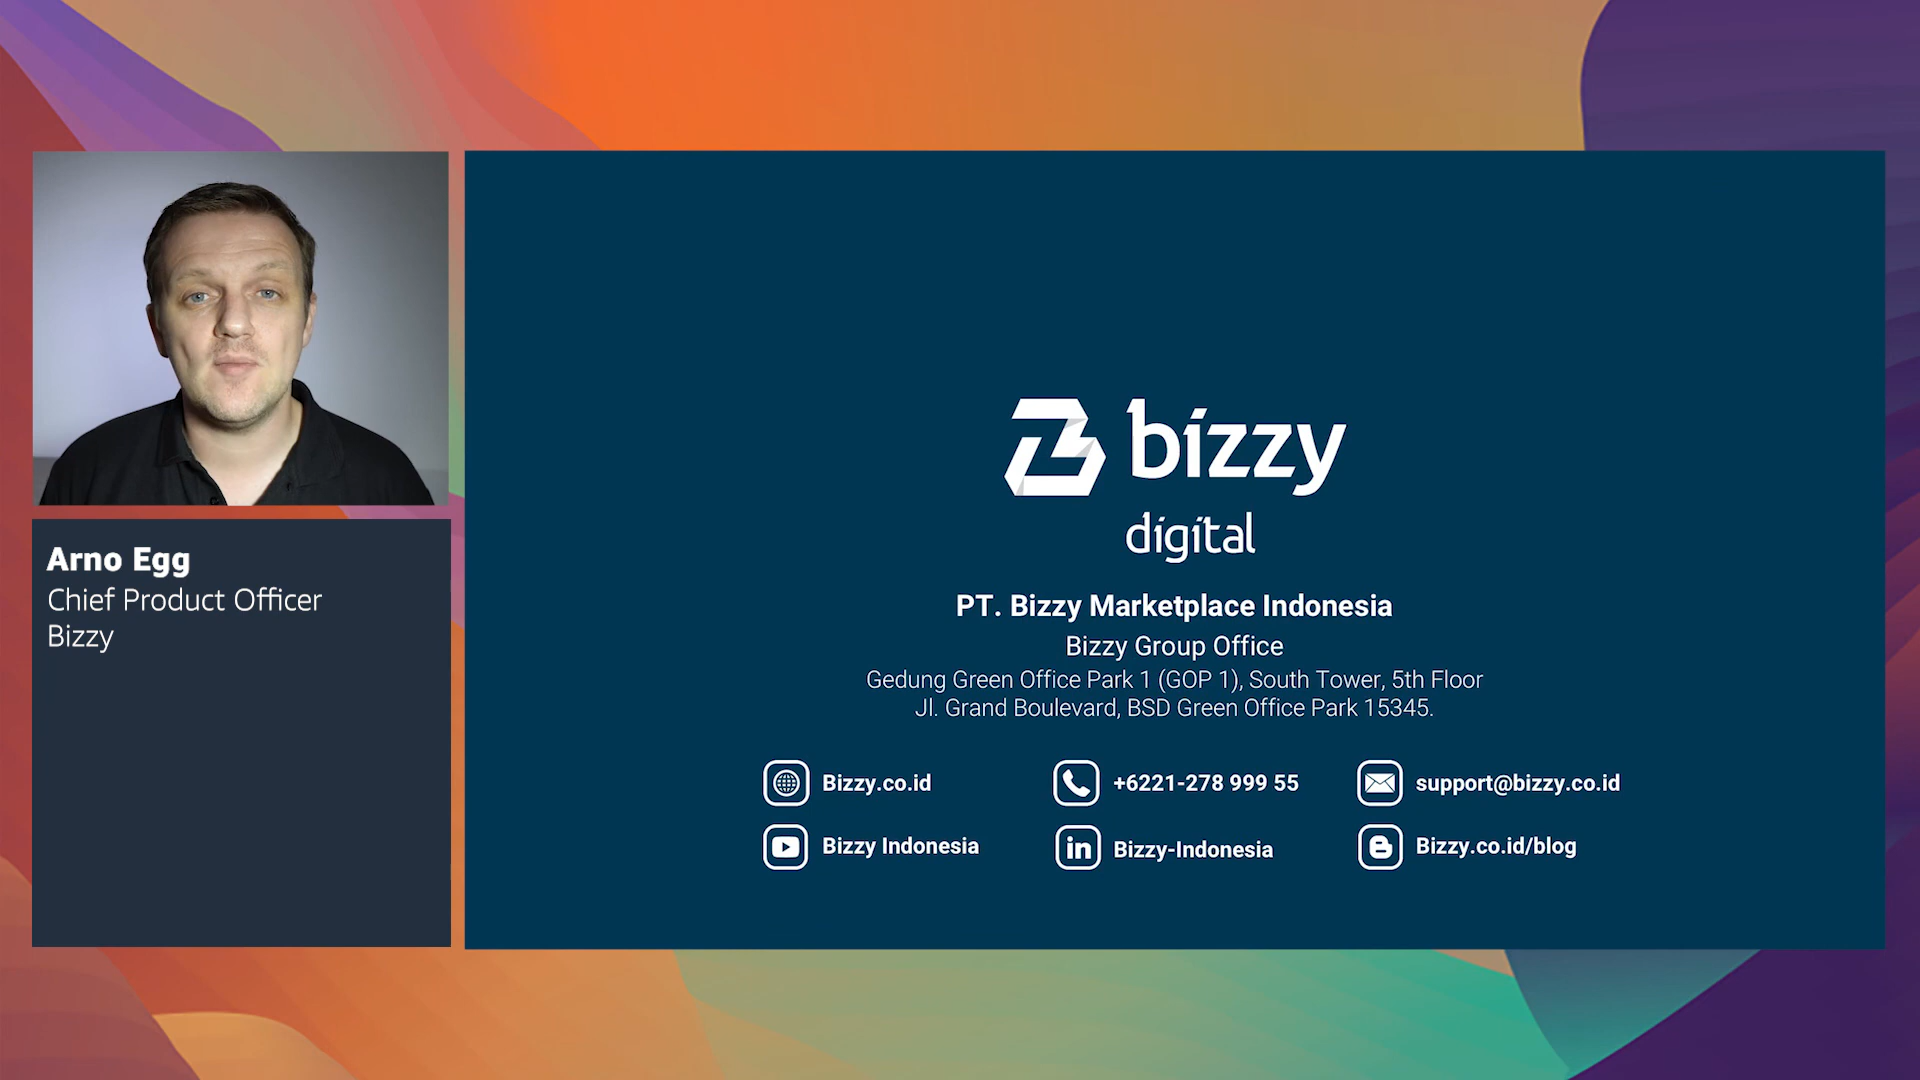 Arno Egg
Chief Product Officer
Bizzy
bizzy
digital
PT. Bizzy Marketplace Indonesia
Bizzy Group Office
Gedung Green Office Park 1 (GOP 1), South Tower, 5th Floor
Jl. Grand Boulevard, BSD Green Office Park 15345.
Bizzy.co.id
+6221-278 999 55
support@bizzy.co.id
Bizzy Indonesia
Bizzy-Indonesia
Bizzy.co.id/blog